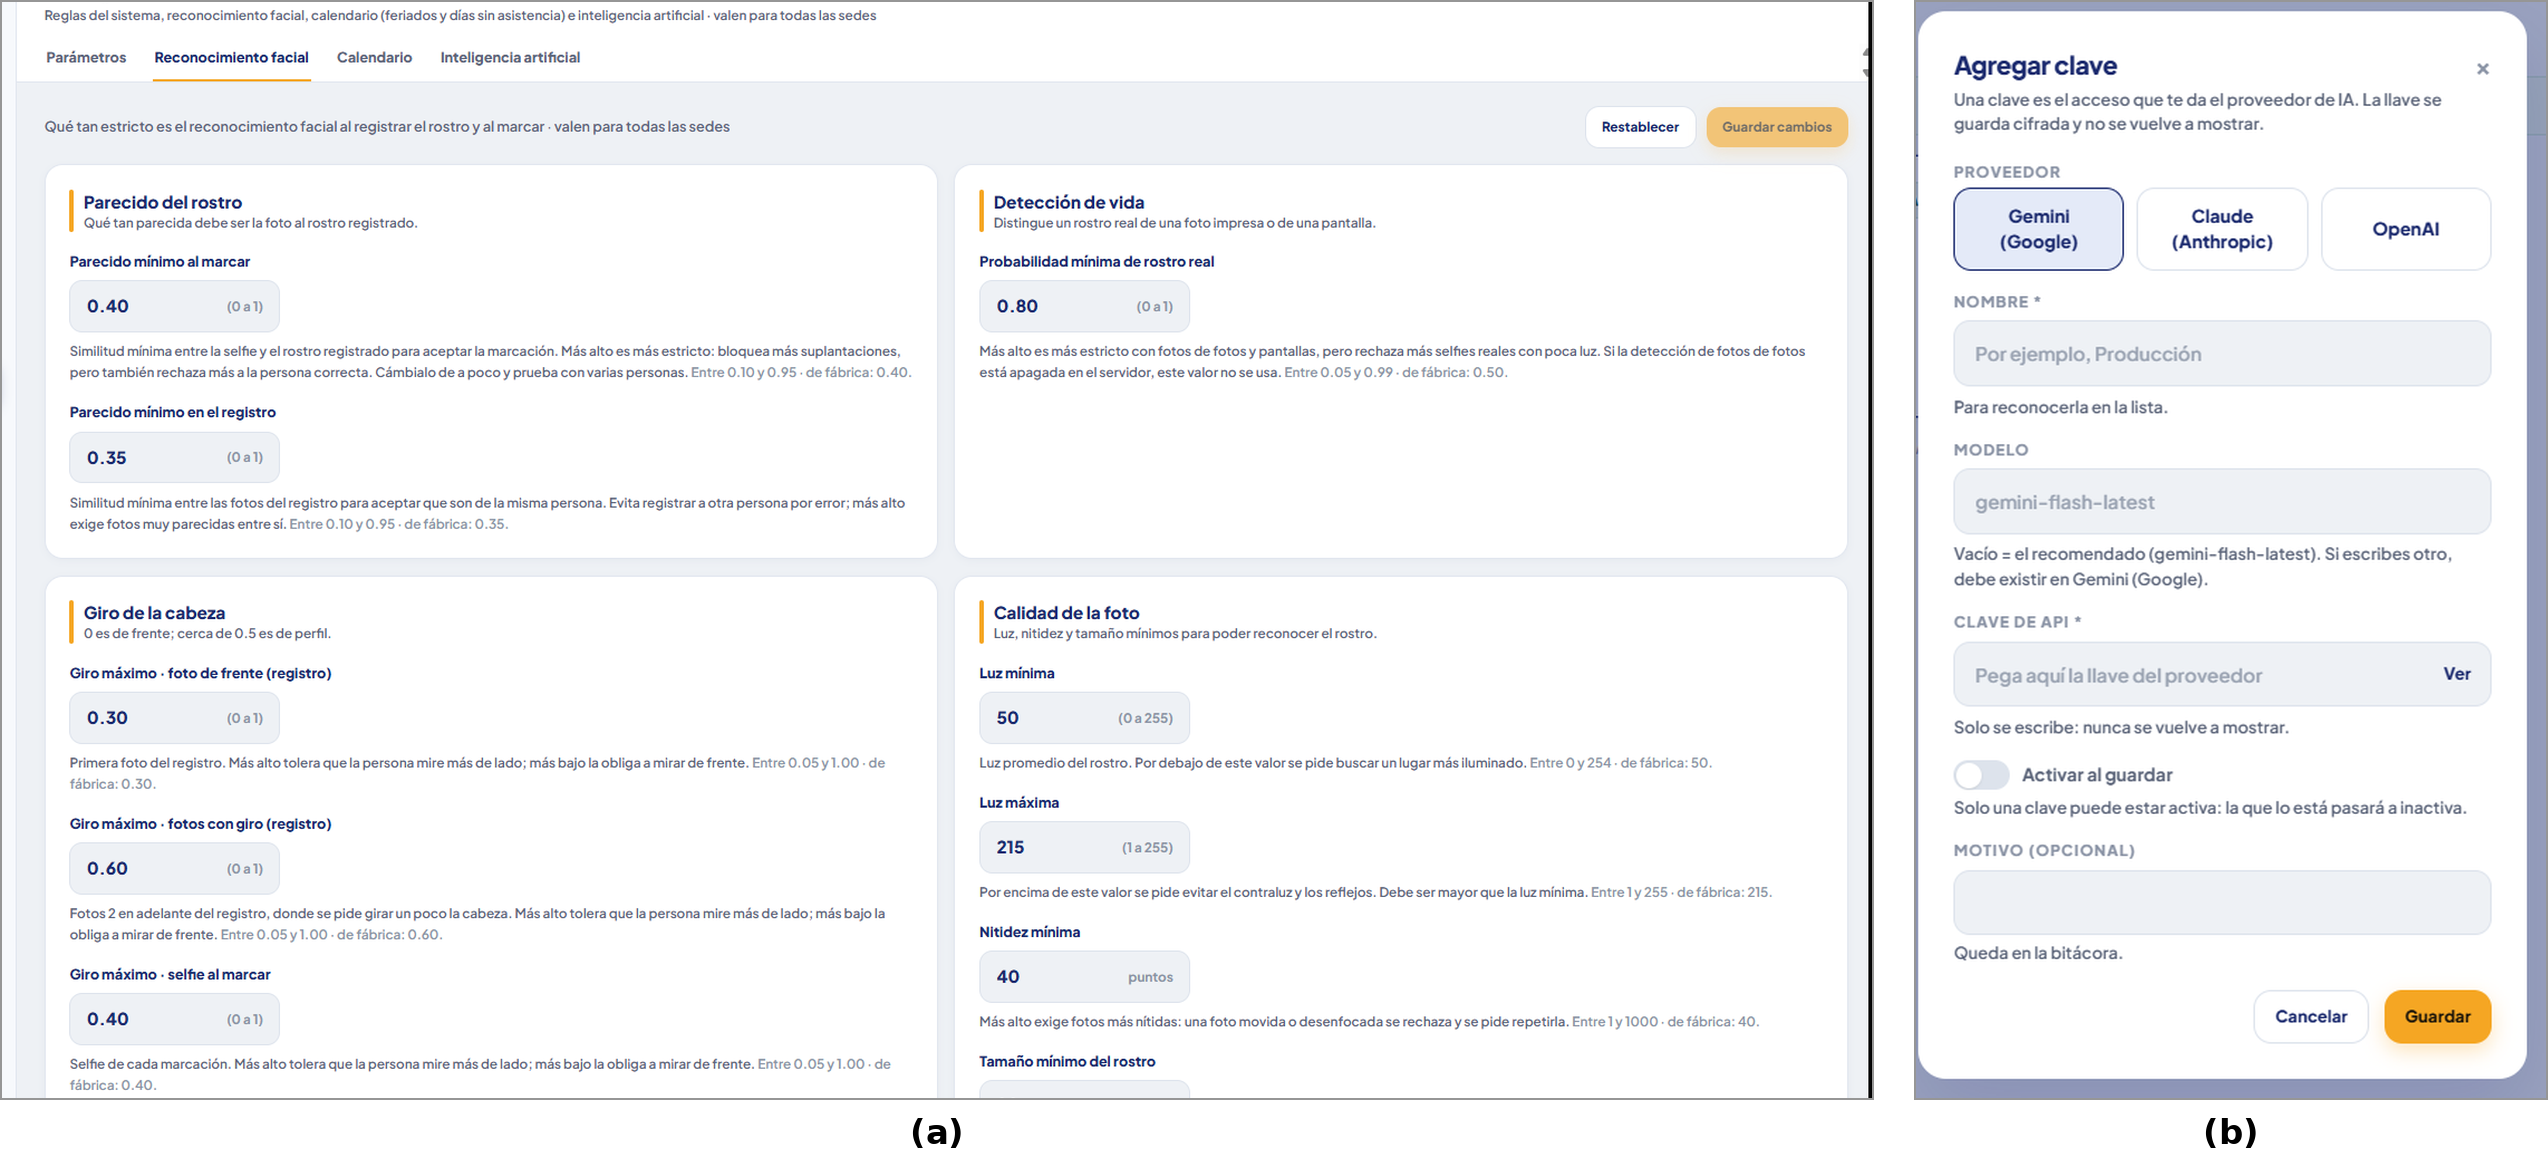 Reglas del sistema, reconocimiento facial, calendario (feriados y días sin asistencia) e inteligencia artificial · valen para todas las sedes
Parámetros
Reconocimiento facial
Calendario
Inteligencia artificial
Qué tan estricto es el reconocimiento facial al registrar el rostro y al marcar · valen para todas las sedes
Restablecer
Guardar cambios
Parecido del rostro
Qué tan parecida debe ser la foto al rostro registrado.
Parecido mínimo al marcar
0.40 (0 a 1)
Similitud mínima entre la selfie y el rostro registrado para aceptar la marcación. Más alto es más estricto: bloquea más suplantaciones,
pero también rechaza más a la persona correcta. Cámbialo de a poco y prueba con varias personas. Entre 0.10 y 0.95 · de fábrica: 0.40.
Parecido mínimo en el registro
0.35 (0 a 1)
Similitud mínima entre las fotos del registro para aceptar que son de la misma persona. Evita registrar a otra persona por error; más alto
exige fotos muy parecidas entre sí. Entre 0.10 y 0.95 · de fábrica: 0.35.
Detección de vida
Distingue un rostro real de una foto impresa o de una pantalla.
Probabilidad mínima de rostro real
0.80 (0 a 1)
Más alto es más estricto con fotos de fotos y pantallas, pero rechaza más selfies reales con poca luz. Si la detección de fotos de fotos
está apagada en el servidor, este valor no se usa. Entre 0.05 y 0.99 · de fábrica: 0.50.
Giro de la cabeza
0 es de frente; cerca de 0.5 es de perfil.
Giro máximo · foto de frente (registro)
0.30 (0 a 1)
Primera foto del registro. Más alto tolera que la persona mire más de lado; más bajo la obliga a mirar de frente. Entre 0.05 y 1.00 · de
fábrica: 0.30.
Giro máximo · fotos con giro (registro)
0.60 (0 a 1)
Fotos 2 en adelante del registro, donde se pide girar un poco la cabeza. Más alto tolera que la persona mire más de lado; más bajo la
obliga a mirar de frente. Entre 0.05 y 1.00 · de fábrica: 0.60.
Giro máximo · selfie al marcar
0.40 (0 a 1)
Selfie de cada marcación. Más alto tolera que la persona mire más de lado; más bajo la obliga a mirar de frente. Entre 0.05 y 1.00 · de
fábrica: 0.40.
Calidad de la foto
Luz, nitidez y tamaño mínimos para poder reconocer el rostro.
Luz mínima
50 (0 a 255)
Luz promedio del rostro. Por debajo de este valor se pide buscar un lugar más iluminado. Entre 0 y 254 · de fábrica: 50.
Luz máxima
215 (1 a 255)
Por encima de este valor se pide evitar el contraluz y los reflejos. Debe ser mayor que la luz mínima. Entre 1 y 255 · de fábrica: 215.
Nitidez mínima
40 puntos
Más alto exige fotos más nítidas: una foto movida o desenfocada se rechaza y se pide repetirla. Entre 1 y 1000 · de fábrica: 40.
Tamaño mínimo del rostro
(a)
Agregar clave ×
Una clave es el acceso que te da el proveedor de IA. La llave se
guarda cifrada y no se vuelve a mostrar.
PROVEEDOR
Gemini
(Google)
Claude
(Anthropic)
OpenAI
NOMBRE *
Por ejemplo, Producción
Para reconocerla en la lista.
MODELO
gemini-flash-latest
Vacío = el recomendado (gemini-flash-latest). Si escribes otro,
debe existir en Gemini (Google).
CLAVE DE API *
Pega aquí la llave del proveedor Ver
Solo se escribe: nunca se vuelve a mostrar.
Activar al guardar
Solo una clave puede estar activa: la que lo está pasará a inactiva.
MOTIVO (OPCIONAL)
Queda en la bitácora.
Cancelar
Guardar
(b)